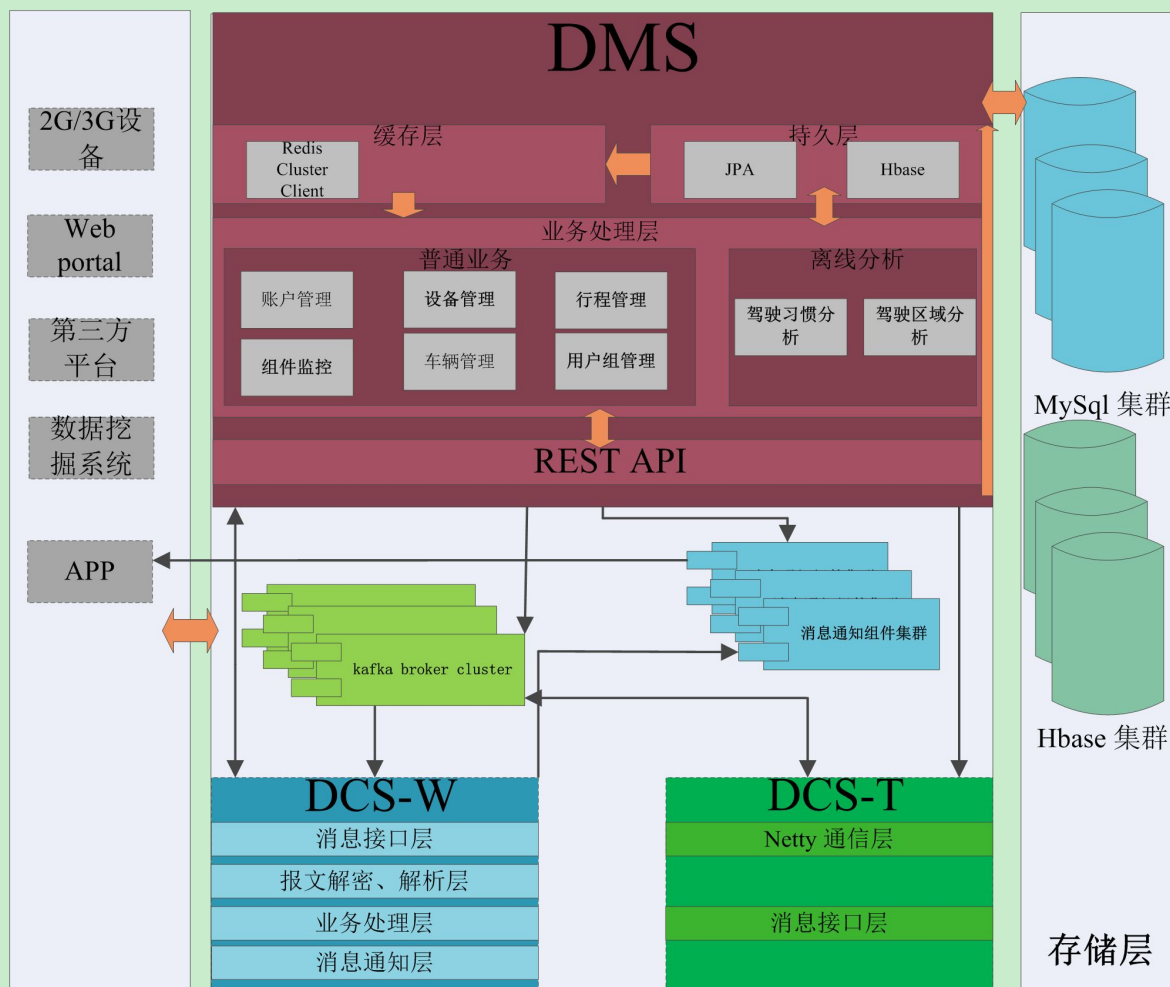 2G/3G设
备
Web
portal
第三方
平台
数据挖
掘系统
APP
DMS
缓存层
Redis
Cluster
Client
持久层
JPA
Hbase
业务处理层
普通业务
账户管理
设备管理
行程管理
组件监控
车辆管理
用户组管理
离线分析
驾驶习惯分
析
驾驶区域分
析
REST API
kafka broker cluster
消息通知组件集群
DCS-W
消息接口层
报文解密、解析层
业务处理层
消息通知层
DCS-T
Netty 通信层
消息接口层
MySql 集群
Hbase 集群
存储层